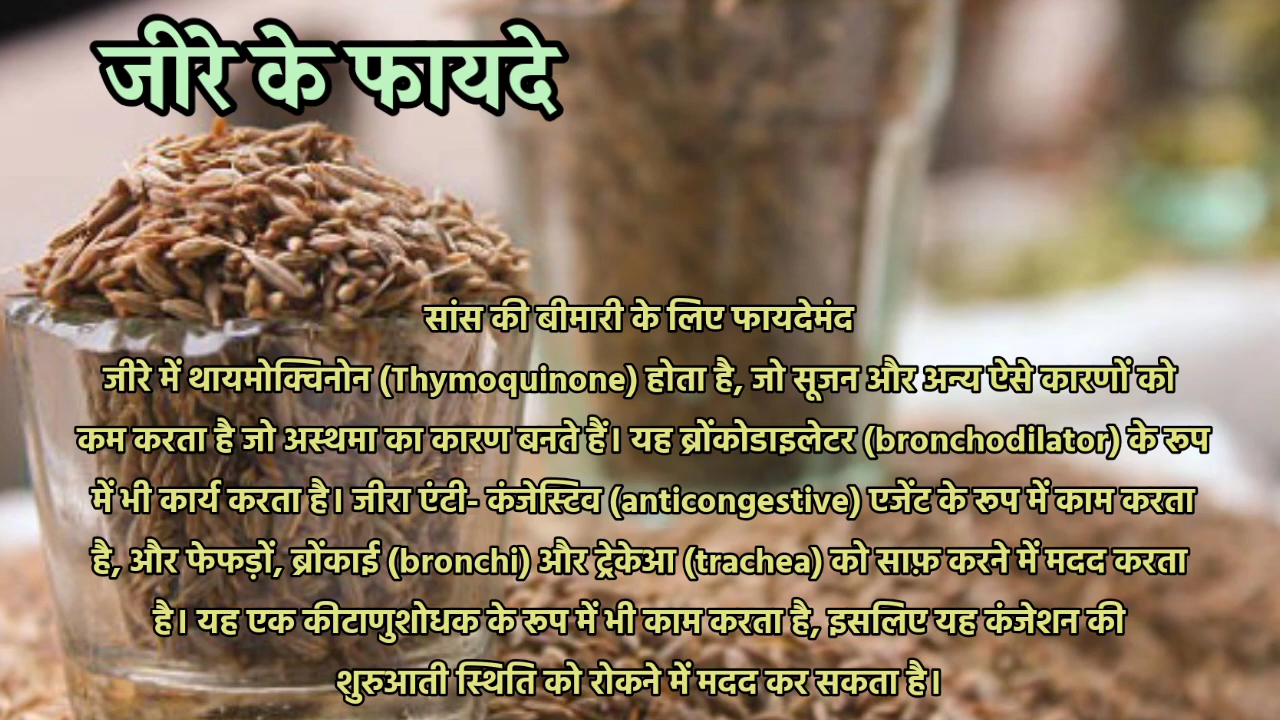 जीरे के फायदे
सांस की बीमारी के लिए फायदेमंद
जीरे में थायमोक्विनोन (Thymoquinone) होता है, जो सूजन और अन्य ऐसे कारणों को
कम करता है जो अस्थमा का कारण बनते हैं। यह ब्रोंकोडाइलेटर (bronchodilator) के रूप
में भी कार्य करता है। जीरा एंटी- कंजेस्टिव (anticongestive) एजेंट के रूप में काम करता
है, और फेफड़ों, ब्रोंकाई (bronchi) और ट्रेकेआ (trachea) को साफ़ करने में मदद करता
है। यह एक कीटाणुशोधक के रूप में भी काम करता है, इसलिए यह कंजेशन की
शुरुआती स्थिति को रोकने में मदद कर सकता है।